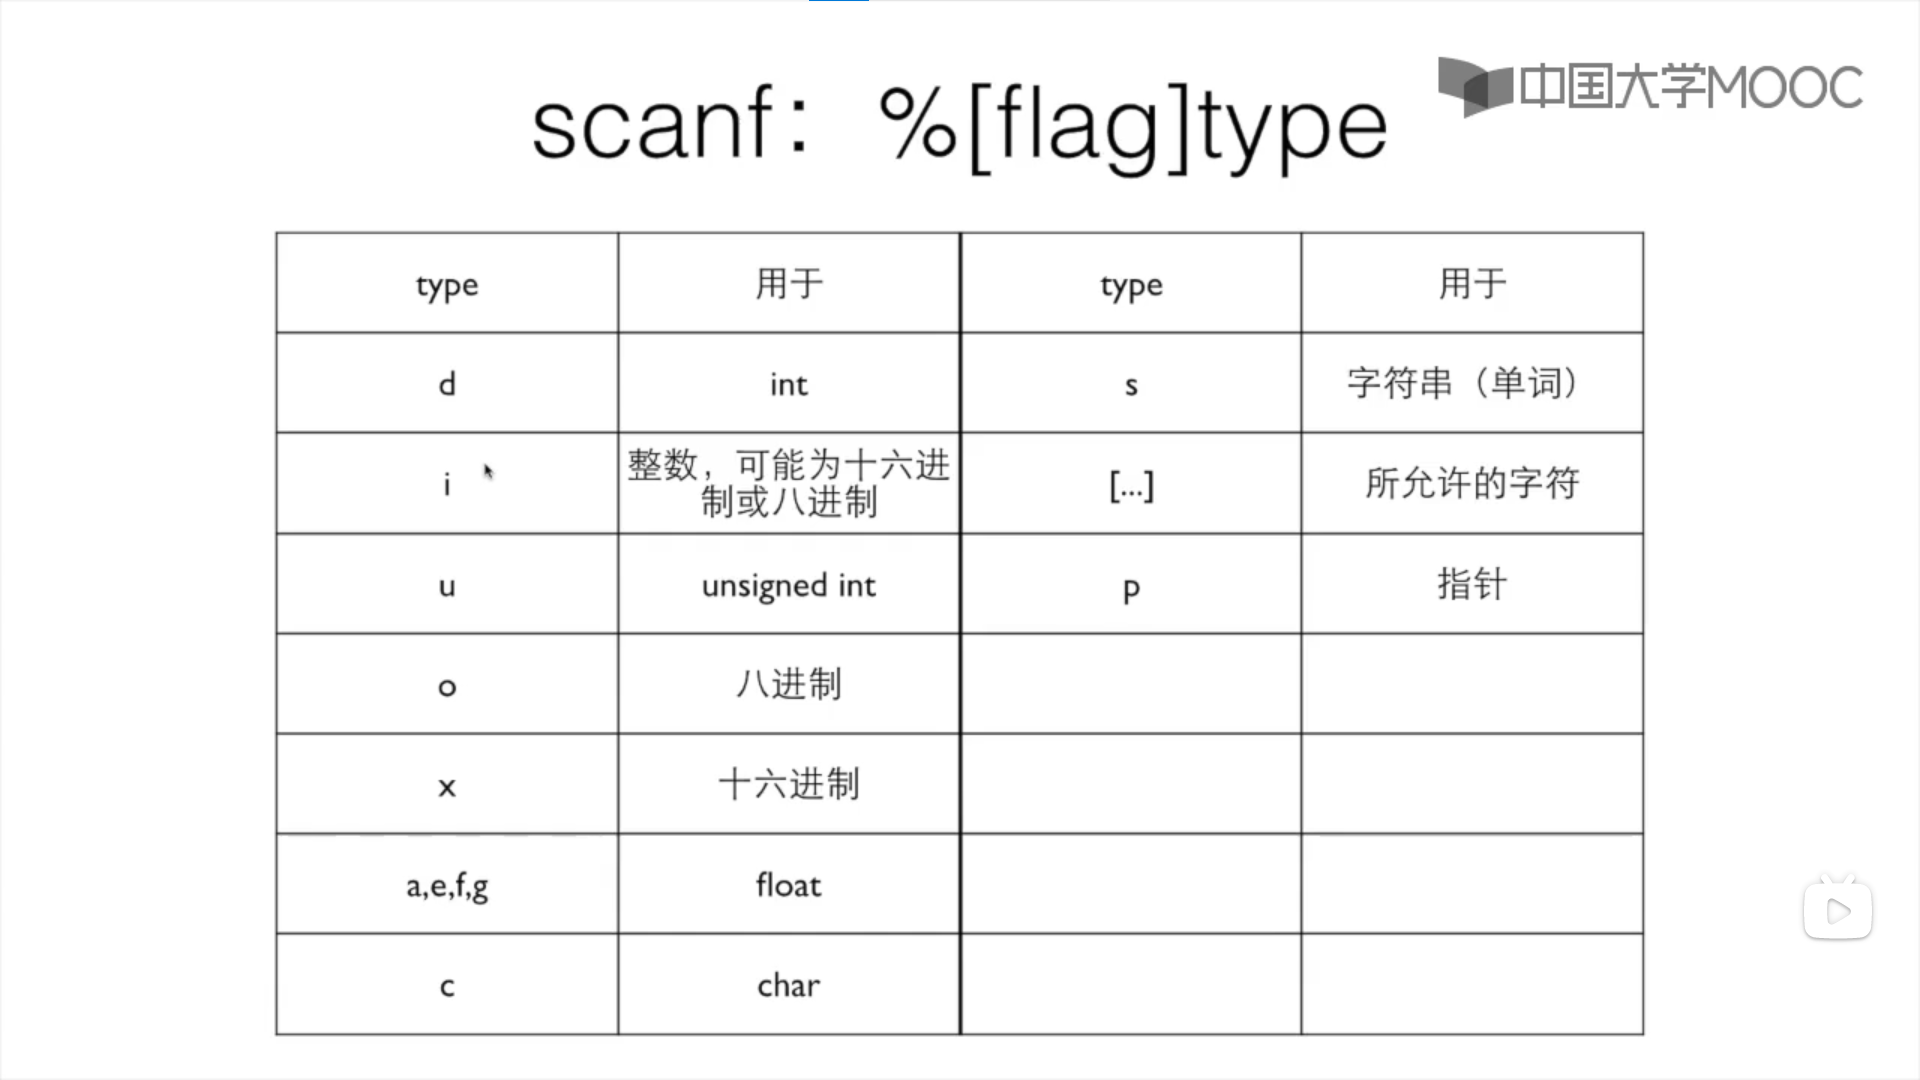 中国大学MOOC
scanf：%[flag]type
type 用于 type 用于
d int s 字符串（单词）
i 整数，可能为十六进
制或八进制 [...] 所允许的字符
u unsigned int p 指针
o 八进制
x 十六进制
a,e,f,g float
c char